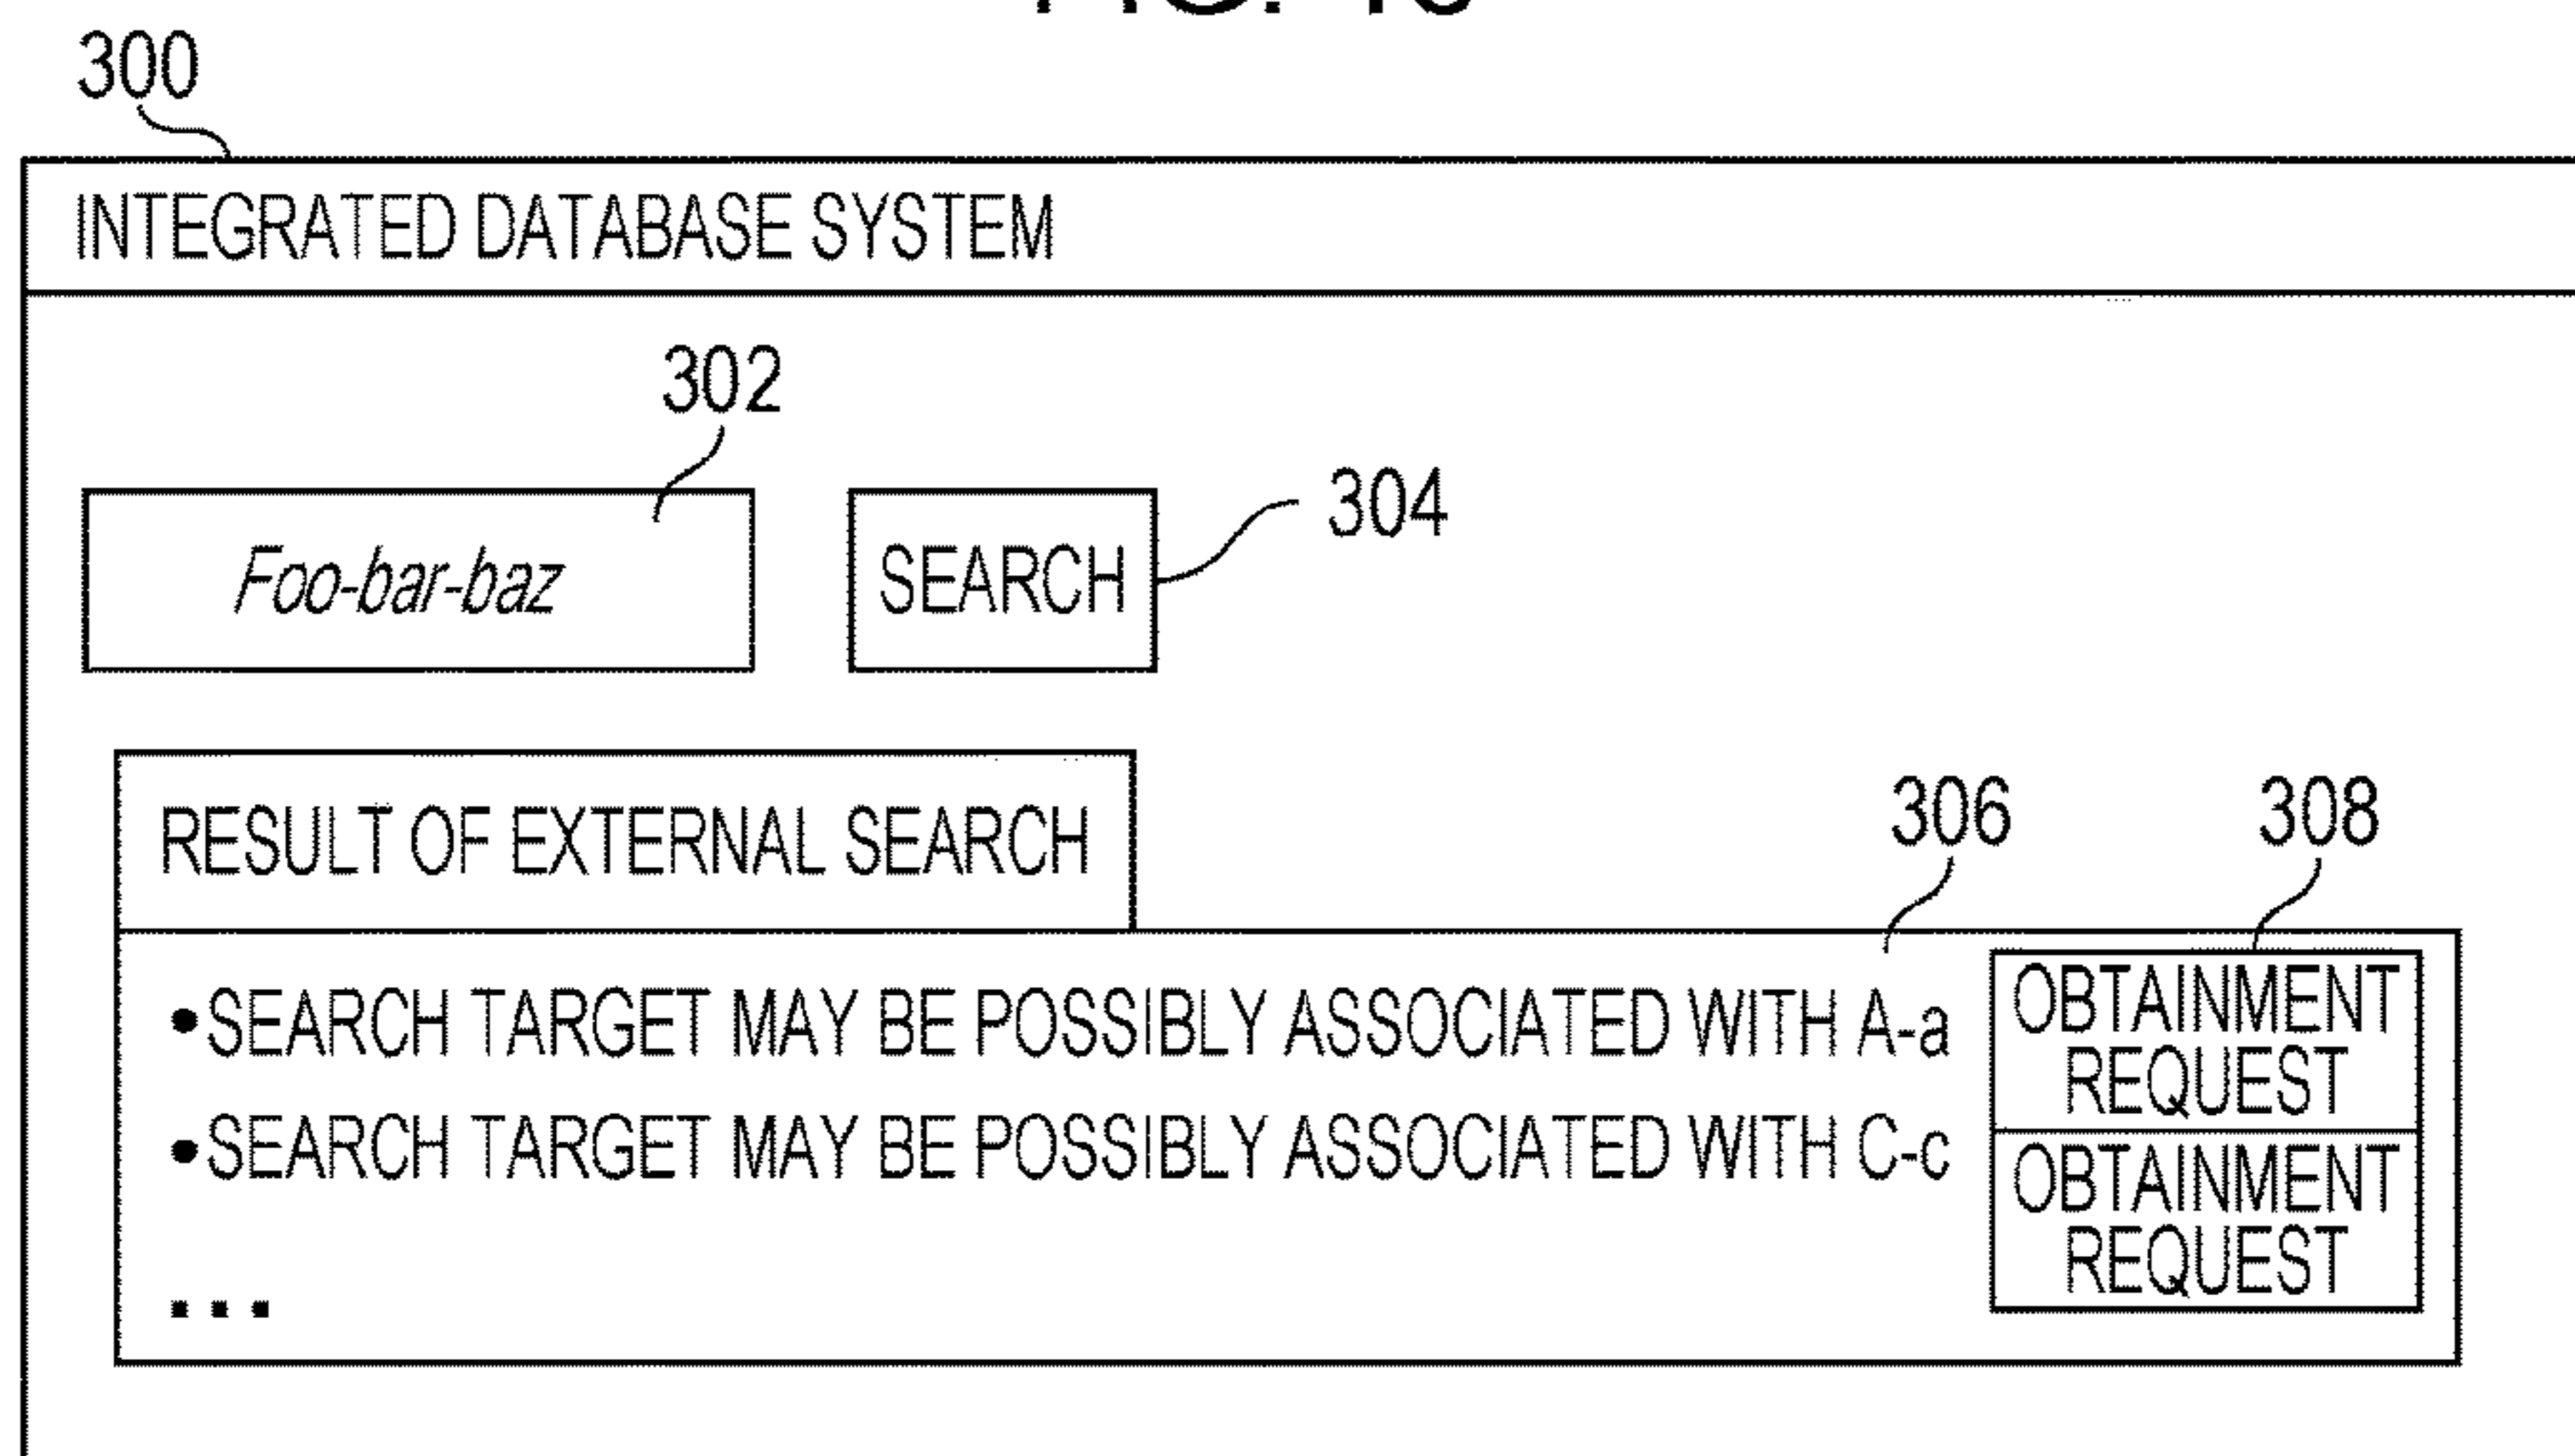 300
INTEGRATED DATABASE SYSTEM
302
304
Foo-bar-baz
SEARCH
RESULT OF EXTERNAL SEARCH
306
308
•SEARCH TARGET MAY BE POSSIBLY ASSOCIATED WITH A-a
OBTAINMENT
REQUEST
•SEARCH TARGET MAY BE POSSIBLY ASSOCIATED WITH C-c
OBTAINMENT
REQUEST
...